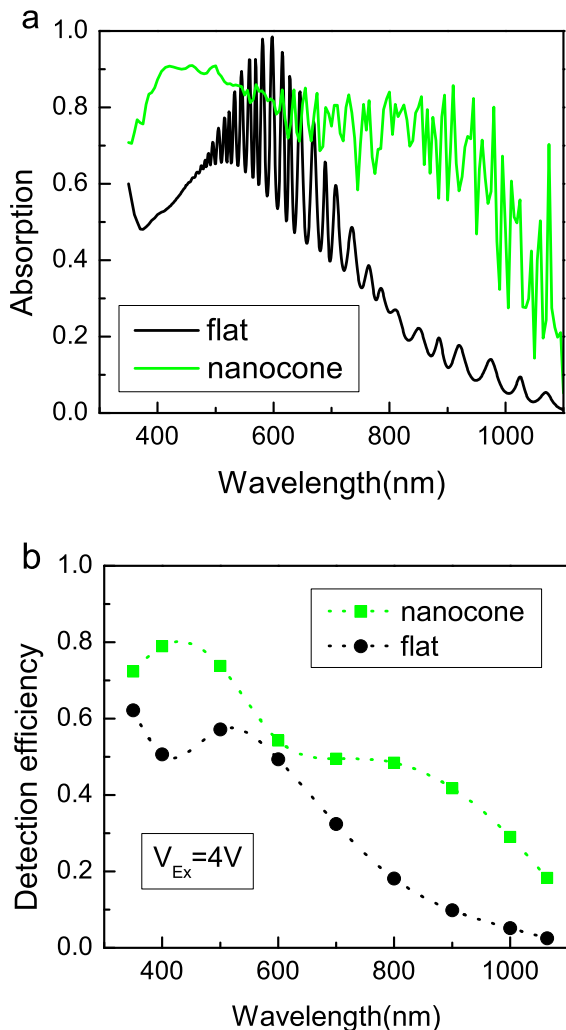 a
1.0
0.8
0.6
0.4
0.2
0.0
Absorption
flat
nanocone
400 600 800 1000
Wavelength(nm)
b
1.0
0.8
0.6
0.4
0.2
0.0
Detection efficiency
nanocone
flat
V_Ex=4V
400 600 800 1000
Wavelength(nm)